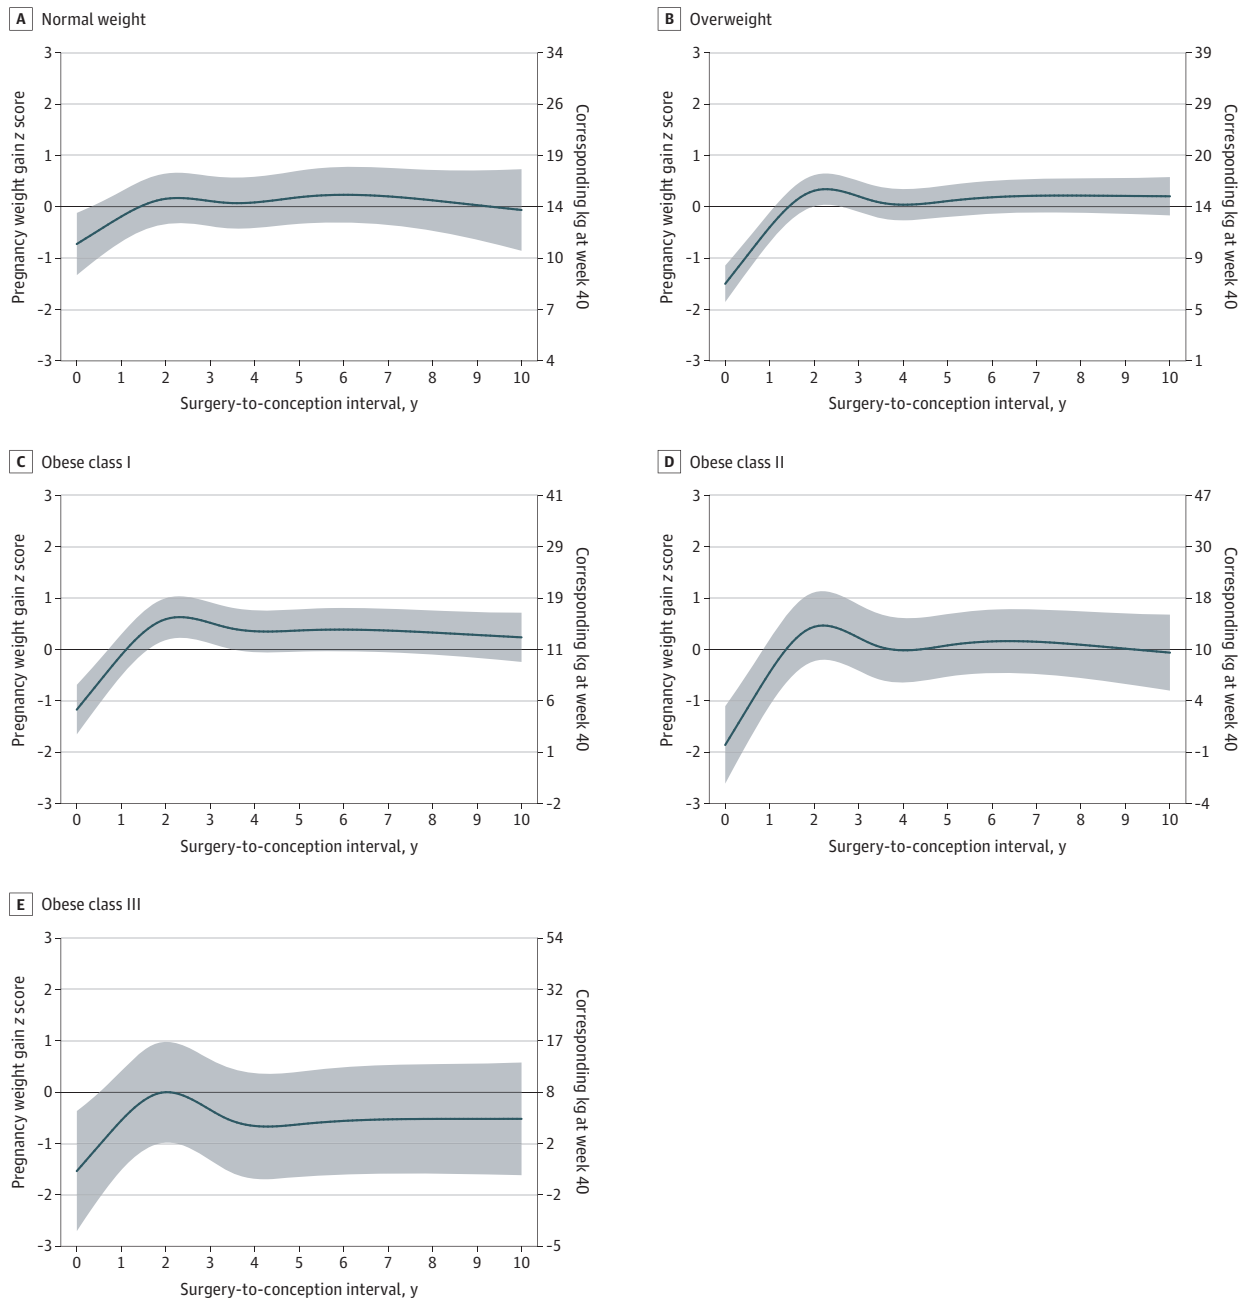 A Normal weight
3
2
1
0
-1
-2
-3
Pregnancy weight gain z score
34
26
19
14
10
7
4
Corresponding kg at week 40
0 1 2 3 4 5 6 7 8 9 10
Surgery-to-conception interval, y
B Overweight
3
2
1
0
-1
-2
-3
Pregnancy weight gain z score
39
29
20
14
9
5
1
Corresponding kg at week 40
0 1 2 3 4 5 6 7 8 9 10
Surgery-to-conception interval, y
C Obese class I
3
2
1
0
-1
-2
-3
Pregnancy weight gain z score
41
29
19
11
6
1
-2
Corresponding kg at week 40
0 1 2 3 4 5 6 7 8 9 10
Surgery-to-conception interval, y
D Obese class II
3
2
1
0
-1
-2
-3
Pregnancy weight gain z score
47
30
18
10
4
-1
-4
Corresponding kg at week 40
0 1 2 3 4 5 6 7 8 9 10
Surgery-to-conception interval, y
E Obese class III
3
2
1
0
-1
-2
-3
Pregnancy weight gain z score
54
32
17
8
2
-2
-5
Corresponding kg at week 40
0 1 2 3 4 5 6 7 8 9 10
Surgery-to-conception interval, y